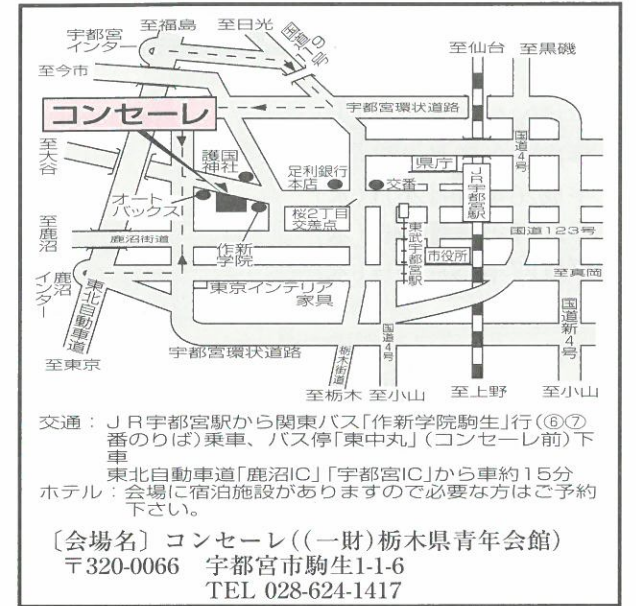 至福島
至日光
国道119号
宇都宮
インター
至仙台
至黒磯
至今市
宇都宮環状道路
コンセーレ
国道4号
至大谷
護国
神社
足利銀行
本店
交番
県庁
JR宇都宮駅
オート
バックス
桜2丁目
交差点
東武宇都宮駅
至鹿沼
鹿沼街道
作新
学院
市役所
国道123号
鹿沼
インター
東北自動車道
東京インテリア
家具
至真岡
国道新4号
至東京
宇都宮環状道路
栃木街道
国道4号
至栃木
至小山
至上野
至小山
交通：JR宇都宮駅から関東バス「作新学院駒生」行(⑥⑦
番のりば)乗車、バス停「東中丸」(コンセーレ前)下
車
東北自動車道「鹿沼IC」「宇都宮IC」から車約15分
ホテル：会場に宿泊施設がありますので必要な方はご予約
下さい。
〔会場名〕コンセーレ((一財)栃木県青年会館)
〒320-0066 宇都宮市駒生1-1-6
TEL 028-624-1417